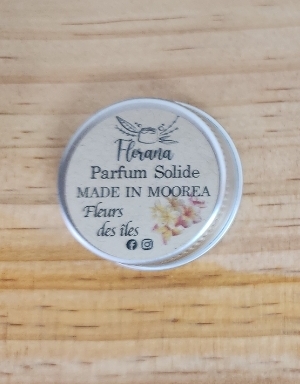 Florana
Parfum Solide
MADE IN MOOREA
Fleurs
des îles